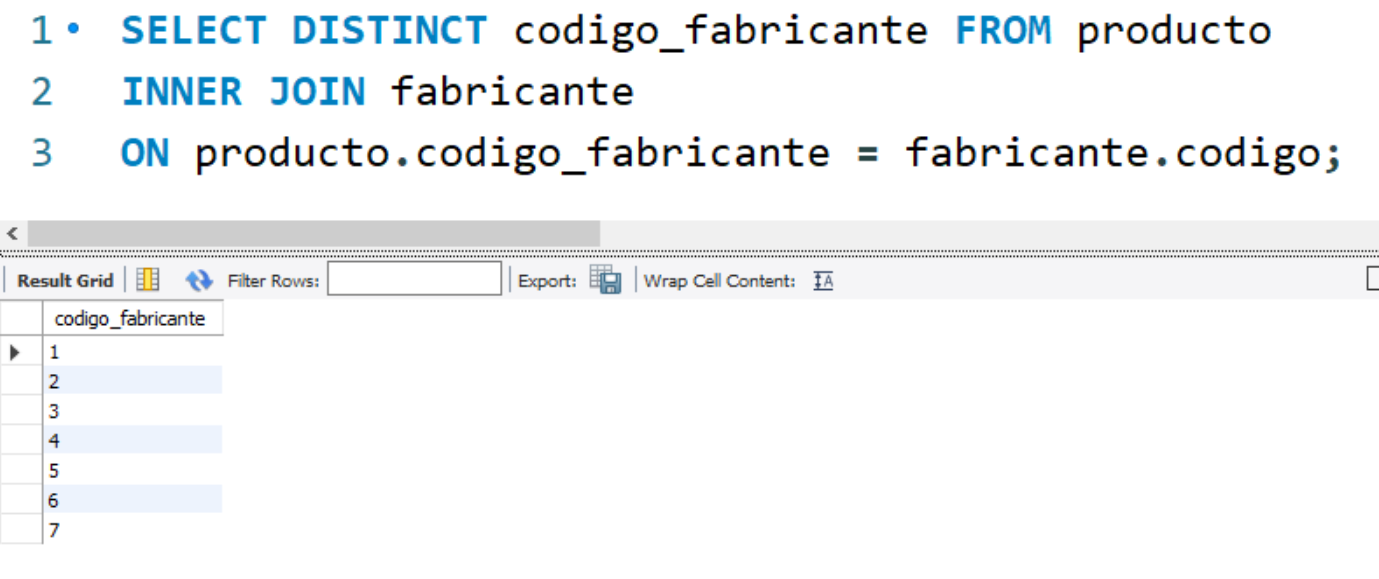 1 SELECT DISTINCT codigo_fabricante FROM producto
2 INNER JOIN fabricante
3 ON producto.codigo_fabricante = fabricante.codigo;
Result Grid Filter Rows: Export: Wrap Cell Content:
codigo_fabricante
1
2
3
4
5
6
7